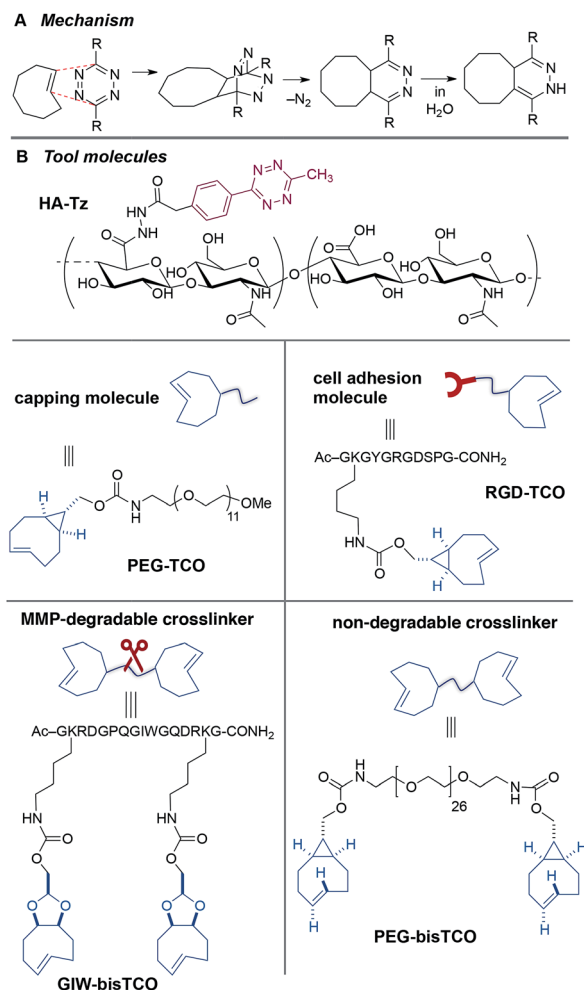 A Mechanism
R
R
N
N
N
N
R
R
N
N
N
N
–N2
R
R
N
N
in
H2O
R
R
N
NH
B Tool molecules
HA-Tz
O
HN
NH
O
N
N
N
N
CH3
HO
OH
O
O
HO
O
OH
O
HO
NH
O
O
OH
O
HO
O
OH
OH
O
HO
NH
O
O
capping molecule
cell adhesion
molecule
H
H
O
O
N
H
O
O
11
OMe
PEG-TCO
Ac–GKGYGRGDSPG-CONH2
RGD-TCO
NH
O
O
H
H
MMP-degradable crosslinker
Ac–GKRDGPQGIWGQDRKG-CONH2
HN
O
O
O
O
HN
O
O
O
O
GIW-bisTCO
non-degradable crosslinker
O
O
H
N
O
O
26
N
H
O
O
H
H
H
H
H
H
H
H
PEG-bisTCO